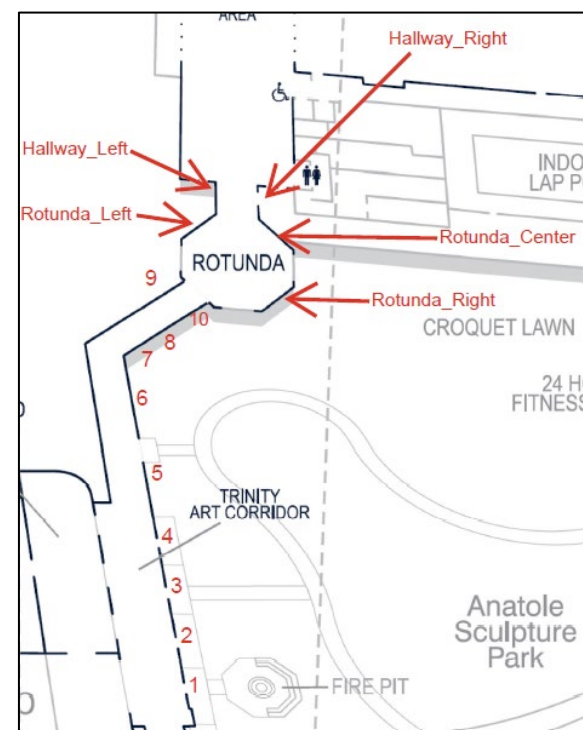 AREA
Hallway_Right
Hallway_Left
INDO
LAP P
Rotunda_Left
Rotunda_Center
ROTUNDA
9
Rotunda_Right
10
CROQUET LAWN
8
7
24 H
FITNESS
6
5
TRINITY
ART CORRIDOR
4
3
Anatole
Sculpture
Park
2
1
FIRE PIT